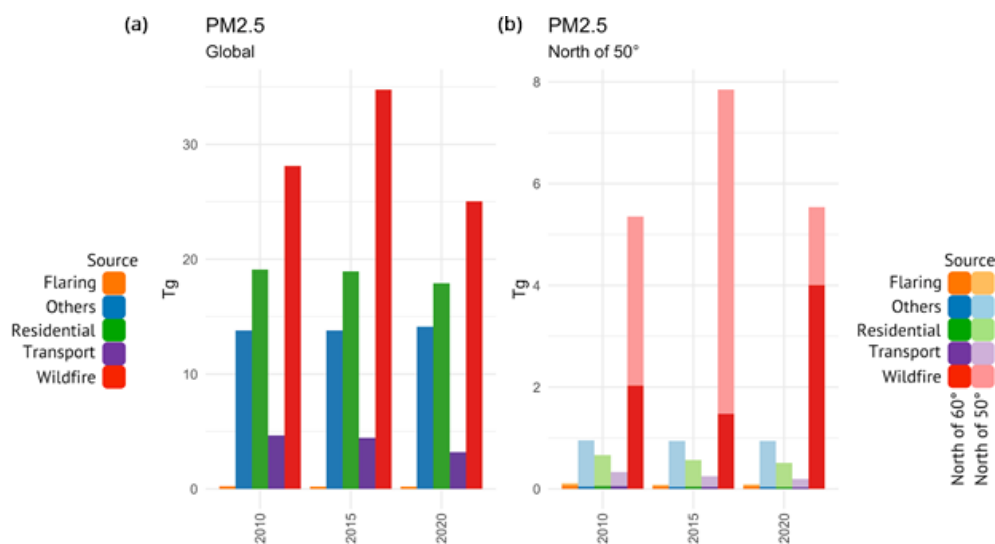 (a)
PM2.5
Global
Tg
30
20
10
0
2010
2015
2020
Source
Flaring
Others
Residential
Transport
Wildfire
(b)
PM2.5
North of 50°
Tg
8
6
4
2
0
2010
2015
2020
Source
Flaring
Others
Residential
Transport
Wildfire
North of 60°
North of 50°